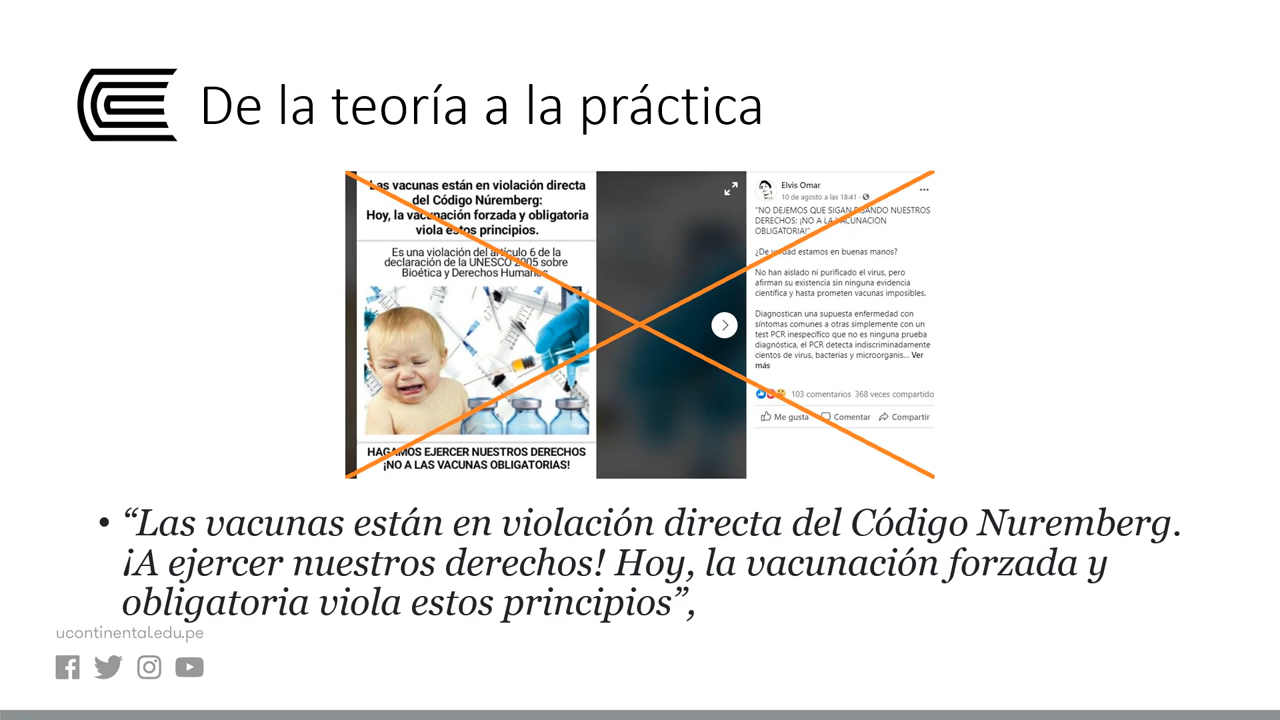 De la teoría a la práctica
Las vacunas están en violación directa
del Código Núremberg:
Hoy, la vacunación forzada y obligatoria
viola estos principios.
Es una violación del artículo 6 de la
declaración de la UNESCO 2005 sobre
Bioética y Derechos Humanos
HAGAMOS EJERCER NUESTROS DERECHOS
¡NO A LAS VACUNAS OBLIGATORIAS!
Elvis Omar
10 de agosto a las 18:41 ·
"NO DEJEMOS QUE SIGAN PISANDO NUESTROS
DERECHOS: ¡NO A LA VACUNACION
OBLIGATORIA!"
¿De verdad estamos en buenas manos?
No han aislado ni purificado el virus, pero
afirman su existencia sin ninguna evidencia
científica y hasta prometen vacunas imposibles.
Diagnostican una supuesta enfermedad con
síntomas comunes a otras simplemente con un
test PCR inespecífico que no es ninguna prueba
diagnóstica, el PCR detecta indiscriminadamente
cientos de virus, bacterias y microorganis... Ver
más
103 comentarios 368 veces compartido
Me gusta Comentar Compartir
• “Las vacunas están en violación directa del Código Nuremberg.
¡A ejercer nuestros derechos! Hoy, la vacunación forzada y
obligatoria viola estos principios”,
ucontinental.edu.pe